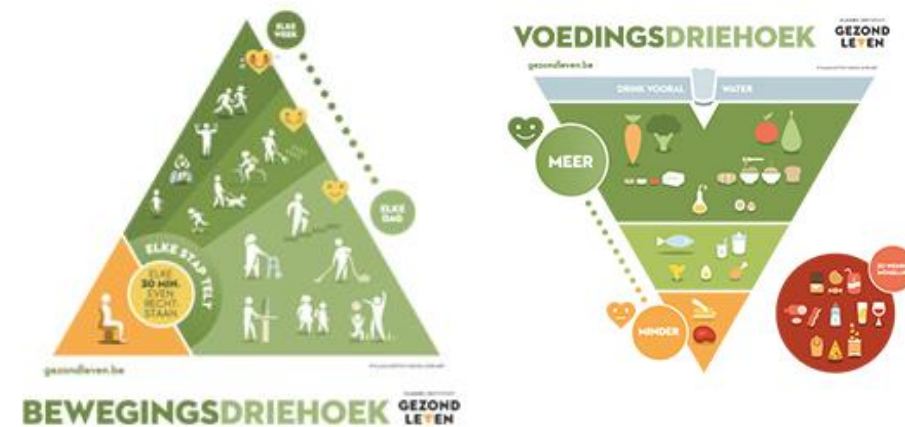 ELKE
WEEK
ELKE
DAG
ELKE STAP TELT
ELKE
30 MIN.
EVEN
RECHT-
STAAN
gezondleven.be
BEWEGINGSDRIEHOEK
GEZOND
LEVEN
VOEDINGSDRIEHOEK
GEZOND
LEVEN
gezondleven.be
DRINK VOORAL WATER
MEER
MINDER